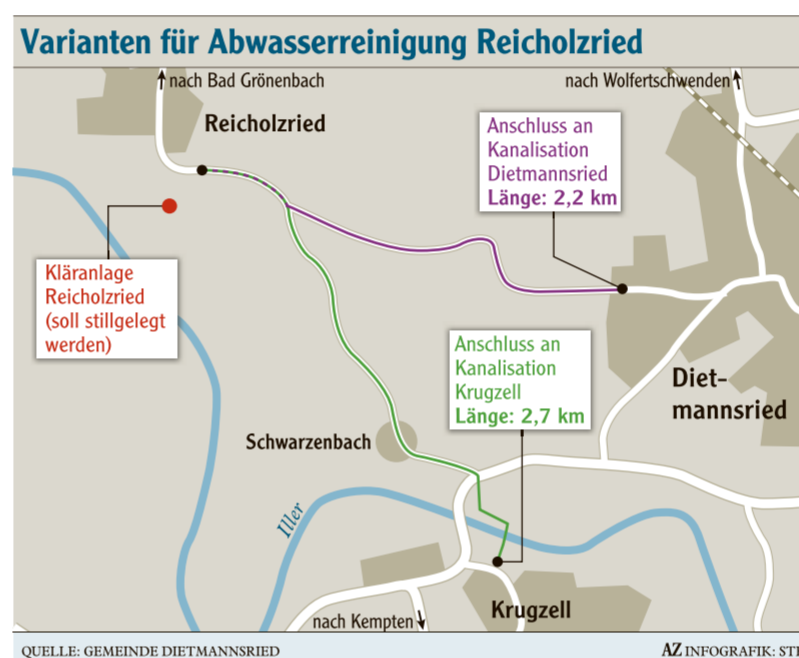 Varianten für Abwasserreinigung Reicholzried
nach Bad Grönenbach
nach Wolfertschwenden
Reicholzried
Anschluss an
Kanalisation
Dietmannsried
Länge: 2,2 km
Kläranlage
Reicholzried
(soll stillgelegt
werden)
Anschluss an
Kanalisation
Krugzell
Länge: 2,7 km
Diet-
mannsried
Schwarzenbach
Iller
Krugzell
nach Kempten
QUELLE: GEMEINDE DIETMANNSRIED
AZ INFOGRAFIK: